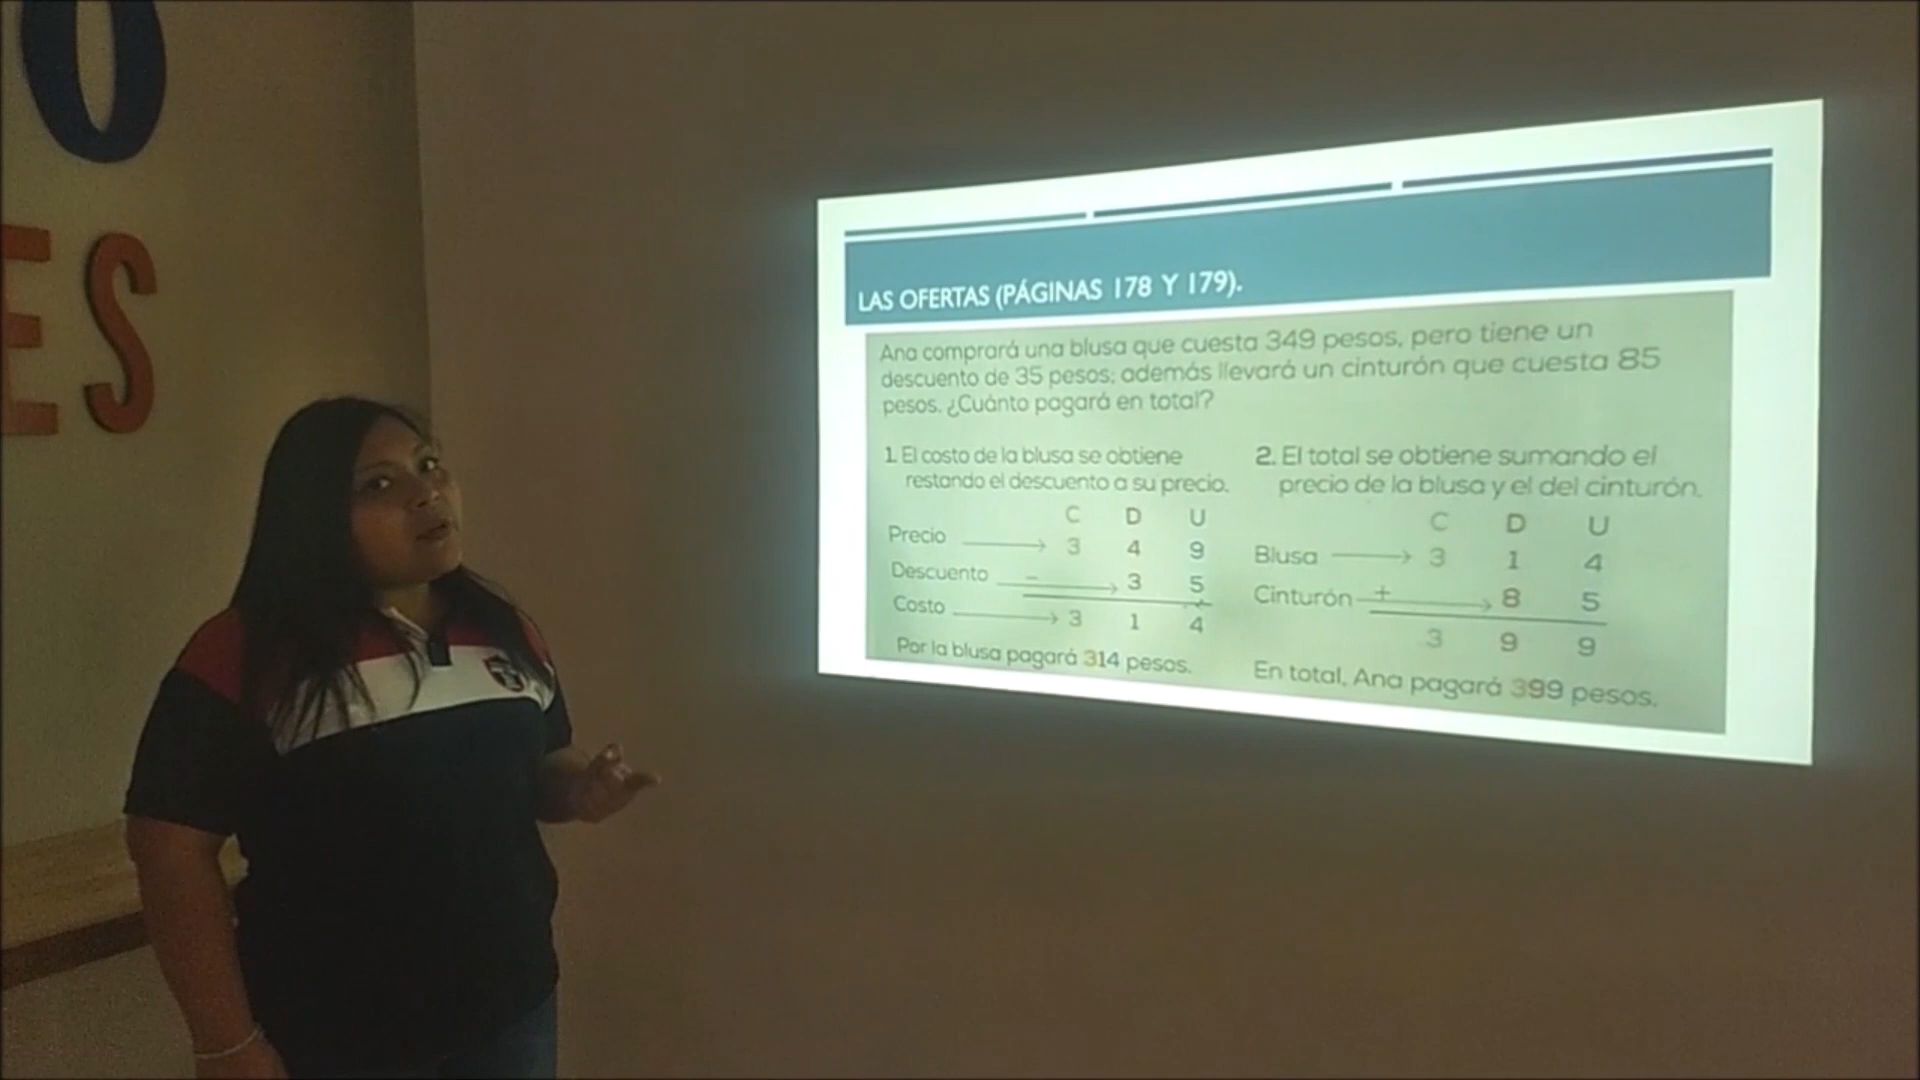 O
ES
LAS OFERTAS (PÁGINAS 178 Y 179).
Ana comprará una blusa que cuesta 349 pesos, pero tiene un
descuento de 35 pesos; además llevará un cinturón que cuesta 85
pesos. ¿Cuánto pagará en total?
1. El costo de la blusa se obtiene
restando el descuento a su precio.
C D U
Precio → 3 4 9
Descuento − → 3 5
Costo → 3 1 4
Por la blusa pagará 314 pesos.
2. El total se obtiene sumando el
precio de la blusa y el del cinturón.
C D U
Blusa → 3 1 4
Cinturón + → 8 5
3 9 9
En total, Ana pagará 399 pesos.